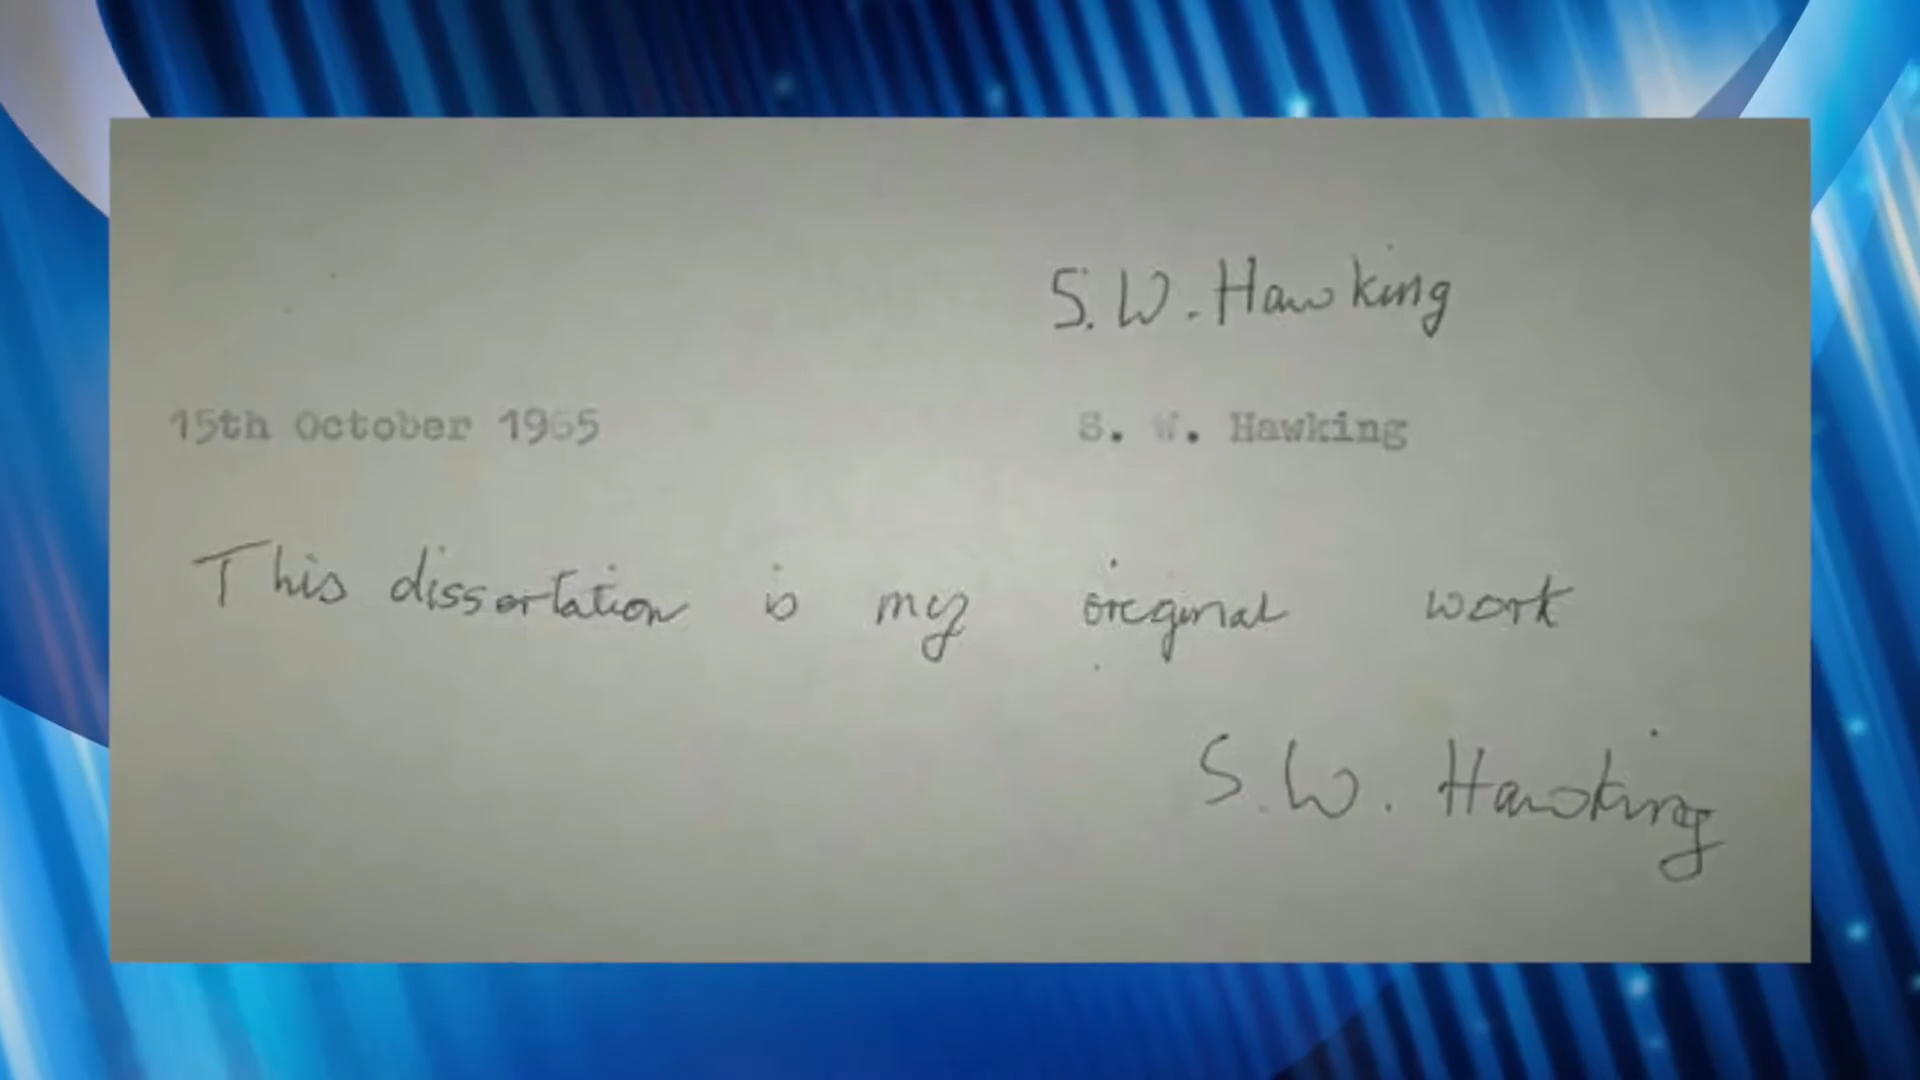 S. W. Hawking
15th October 1965 S. W. Hawking
This dissertation is my original work
S. W. Hawking